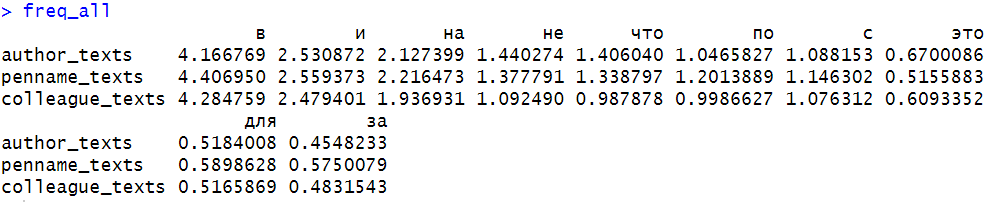 > freq_all
в и на не что по с это
author_texts 4.166769 2.530872 2.127399 1.440274 1.406040 1.0465827 1.088153 0.6700086
penname_texts 4.406950 2.559373 2.216473 1.377791 1.338797 1.2013889 1.146302 0.5155883
colleague_texts 4.284759 2.479401 1.936931 1.092490 0.987878 0.9986627 1.076312 0.6093352
для за
author_texts 0.5184008 0.4548233
penname_texts 0.5898628 0.5750079
colleague_texts 0.5165869 0.4831543